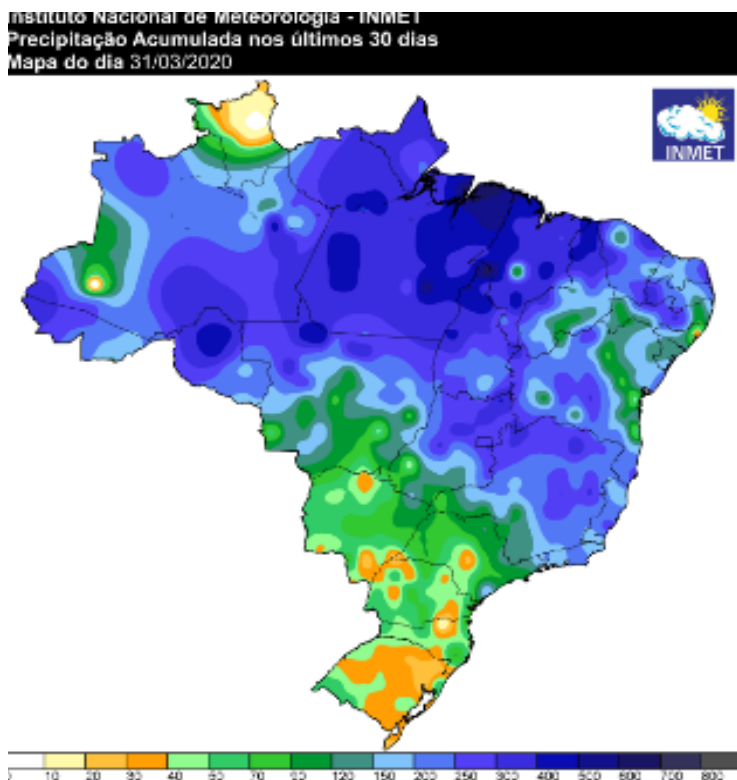 Instituto Nacional de Meteorologia - INMET
Precipitação Acumulada nos últimos 30 dias
Mapa do dia 31/03/2020
INMET
10 20 30 40 50 70 90 120 150 200 250 300 400 500 600 700 800